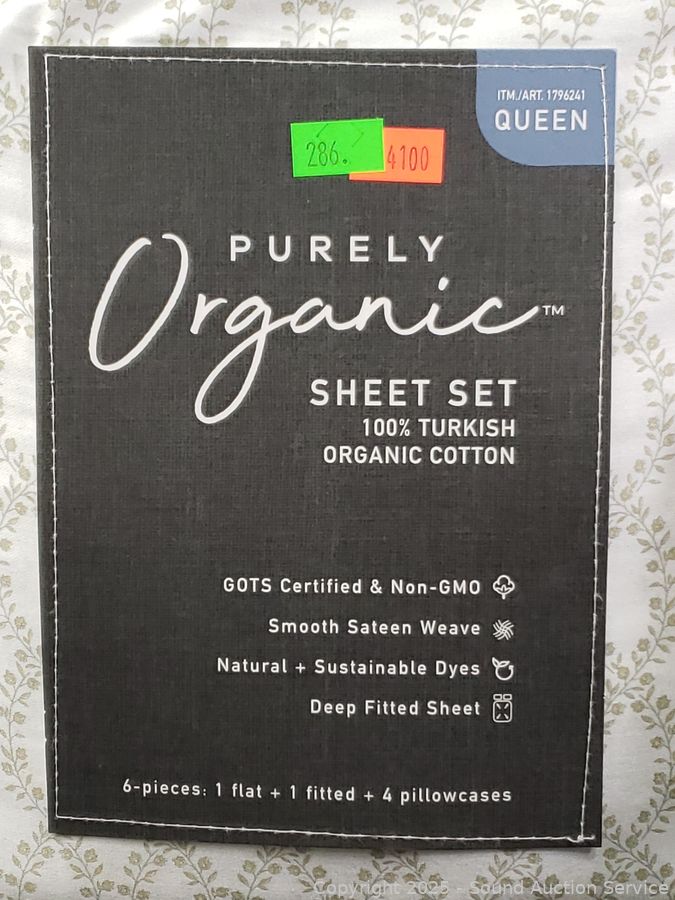 ITM./ART. 1796241
QUEEN
286.
4100
PURELY
Organic™
SHEET SET
100% TURKISH
ORGANIC COTTON
GOTS Certified & Non-GMO
Smooth Sateen Weave
Natural + Sustainable Dyes
Deep Fitted Sheet
6-pieces: 1 flat + 1 fitted + 4 pillowcases
Copyright 2025 - Sound Auction Service